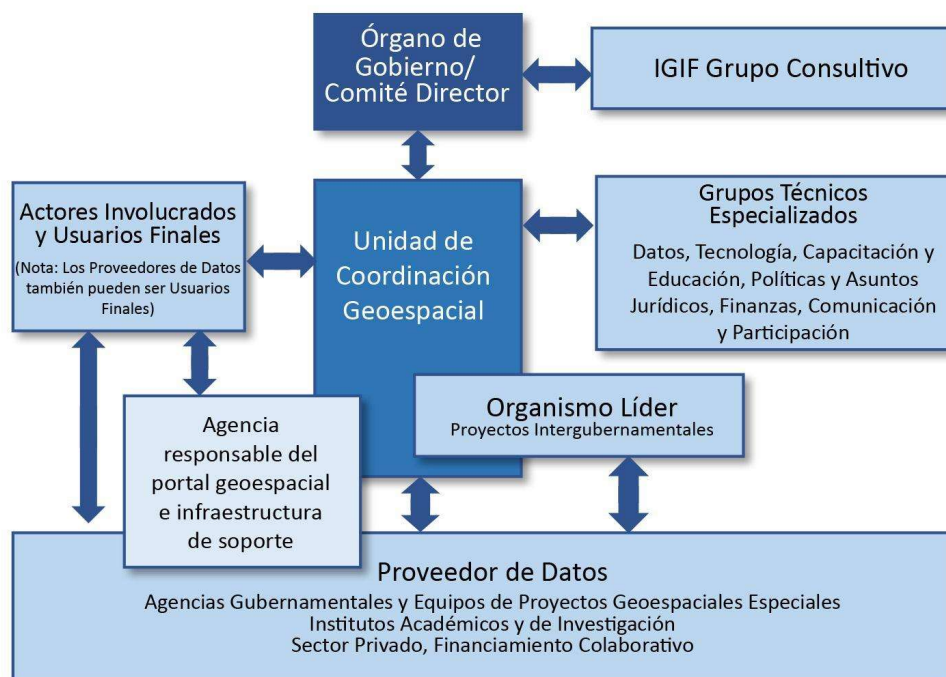 Órgano de
Gobierno/
Comité Director
IGIF Grupo Consultivo
Actores Involucrados
y Usuarios Finales
(Nota: Los Proveedores de Datos
también pueden ser Usuarios
Finales)
Unidad de
Coordinación
Geoespacial
Grupos Técnicos
Especializados
Datos, Tecnología, Capacitación y
Educación, Políticas y Asuntos
Jurídicos, Finanzas, Comunicación
y Participación
Organismo Líder
Proyectos Intergubernamentales
Agencia
responsable del
portal geoespacial
e infraestructura
de soporte
Proveedor de Datos
Agencias Gubernamentales y Equipos de Proyectos Geoespaciales Especiales
Institutos Académicos y de Investigación
Sector Privado, Financiamiento Colaborativo